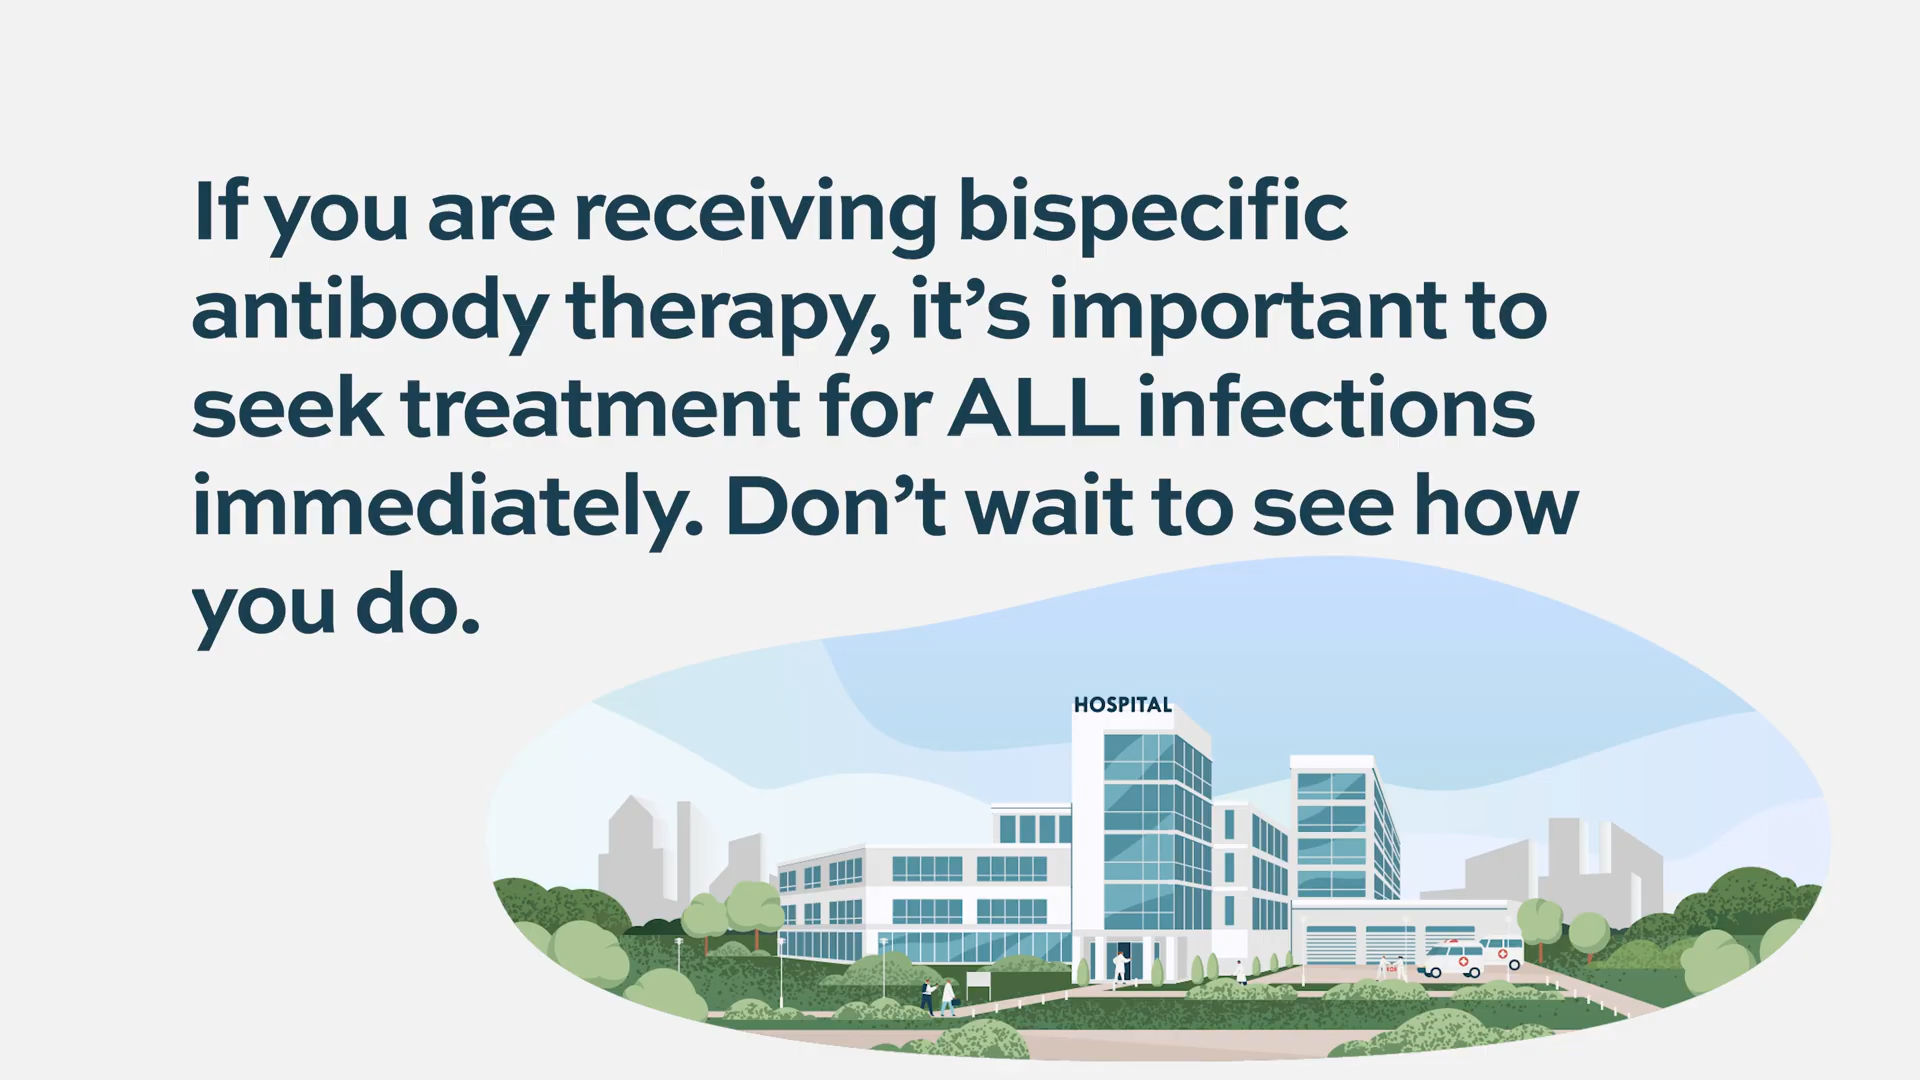 If you are receiving bispecific
antibody therapy, it’s important to
seek treatment for ALL infections
immediately. Don’t wait to see how
you do.
HOSPITAL